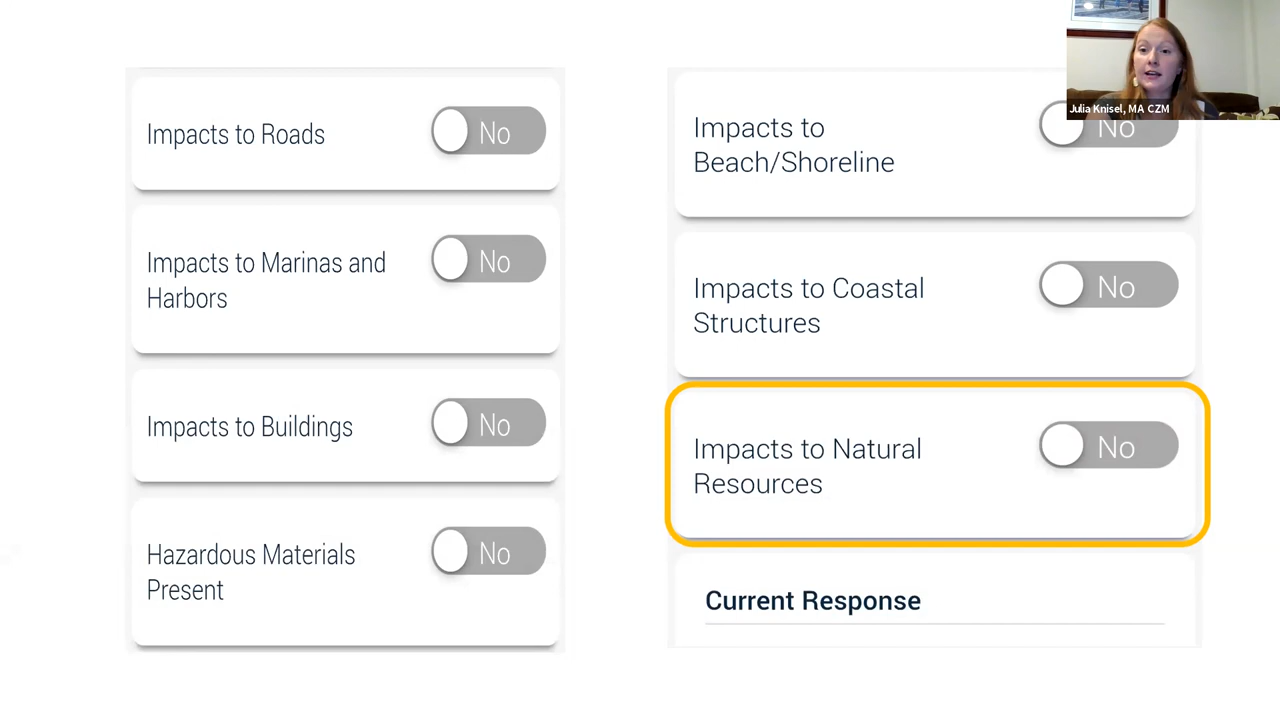 Impacts to Roads
No
Impacts to Marinas and
Harbors
No
Impacts to Buildings
No
Hazardous Materials
Present
No
Impacts to
Beach/Shoreline
No
Impacts to Coastal
Structures
No
Impacts to Natural
Resources
No
Current Response
Julia Knisel, MA CZM